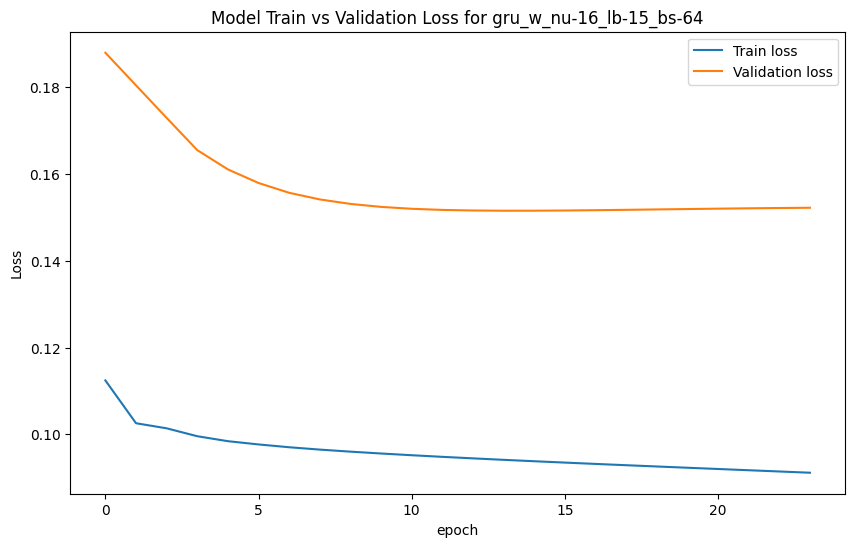 Model Train vs Validation Loss for gru_w_nu-16_lb-15_bs-64
Train loss
Validation loss
0.18
0.16
0.14
0.12
0.10
Loss
0
5
10
15
20
epoch